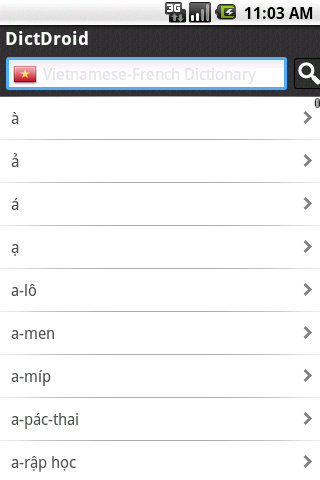 3G
11:03 AM
DictDroid
Vietnamese-French Dictionary
à
ả
á
ạ
a-lô
a-men
a-míp
a-pác-thai
a-rập học